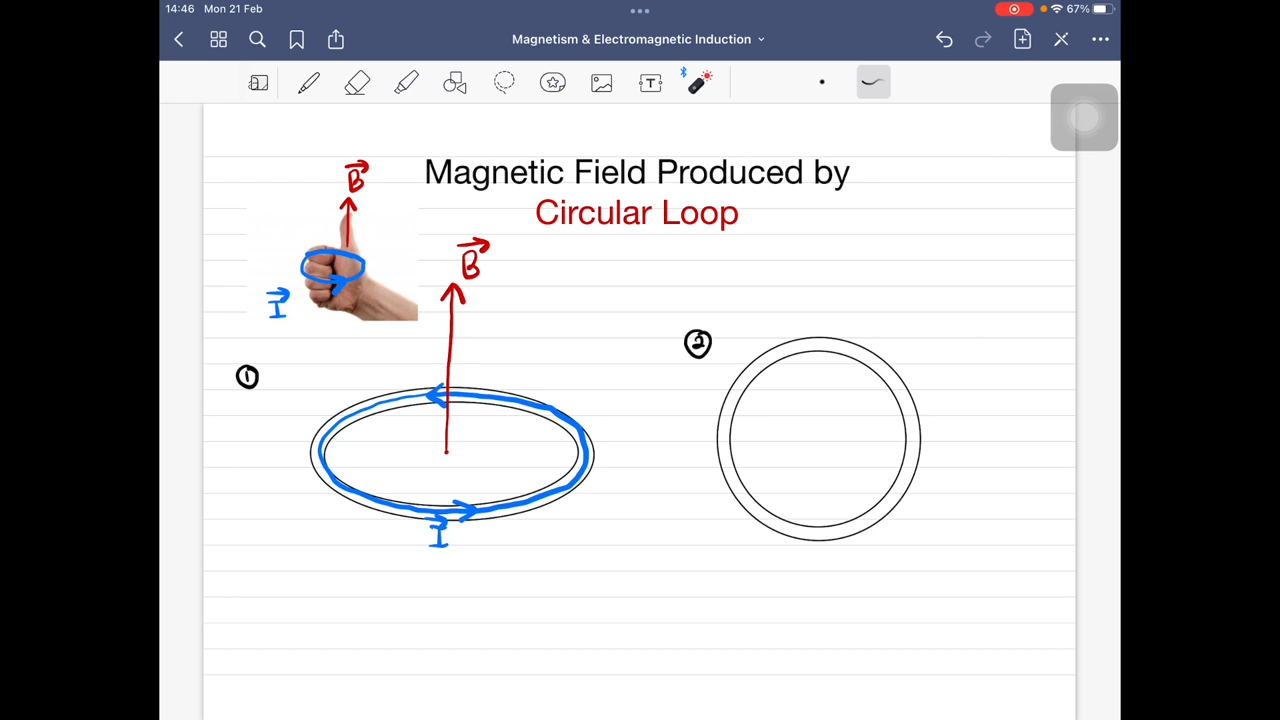 14:46 Mon 21 Feb
67%
Magnetism & Electromagnetic Induction
T
Magnetic Field Produced by
Circular Loop
B
B
I
①
②
I